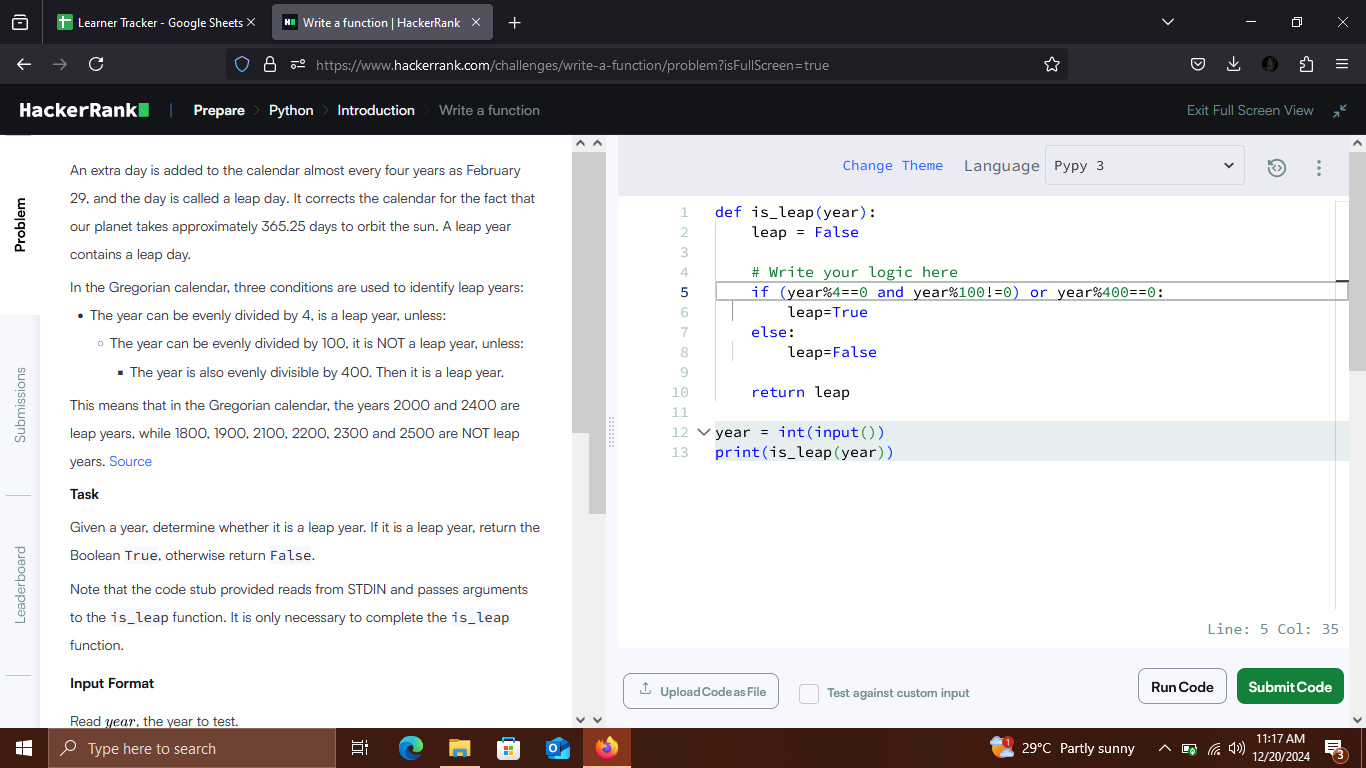 Learner Tracker - Google Sheets
Write a function | HackerRank
https://www.hackerrank.com/challenges/write-a-function/problem?isFullScreen=true
HackerRank | Prepare > Python > Introduction > Write a function
Exit Full Screen View
Problem
Submissions
Leaderboard
An extra day is added to the calendar almost every four years as February
29, and the day is called a leap day. It corrects the calendar for the fact that
our planet takes approximately 365.25 days to orbit the sun. A leap year
contains a leap day.
In the Gregorian calendar, three conditions are used to identify leap years:
• The year can be evenly divided by 4, is a leap year, unless:
○ The year can be evenly divided by 100, it is NOT a leap year, unless:
▪ The year is also evenly divisible by 400. Then it is a leap year.
This means that in the Gregorian calendar, the years 2000 and 2400 are
leap years, while 1800, 1900, 2100, 2200, 2300 and 2500 are NOT leap
years. Source
Task
Given a year, determine whether it is a leap year. If it is a leap year, return the
Boolean True, otherwise return False.
Note that the code stub provided reads from STDIN and passes arguments
to the is_leap function. It is only necessary to complete the is_leap
function.
Input Format
Read year, the year to test.
Change Theme Language Pypy 3
1 def is_leap(year):
2     leap = False
3
4     # Write your logic here
5     if (year%4==0 and year%100!=0) or year%400==0:
6         leap=True
7     else:
8         leap=False
9
10     return leap
11
12 year = int(input())
13 print(is_leap(year))
Line: 5 Col: 35
Upload Code as File
Test against custom input
Run Code
Submit Code
Type here to search
1
29°C Partly sunny
11:17 AM
12/20/2024
3